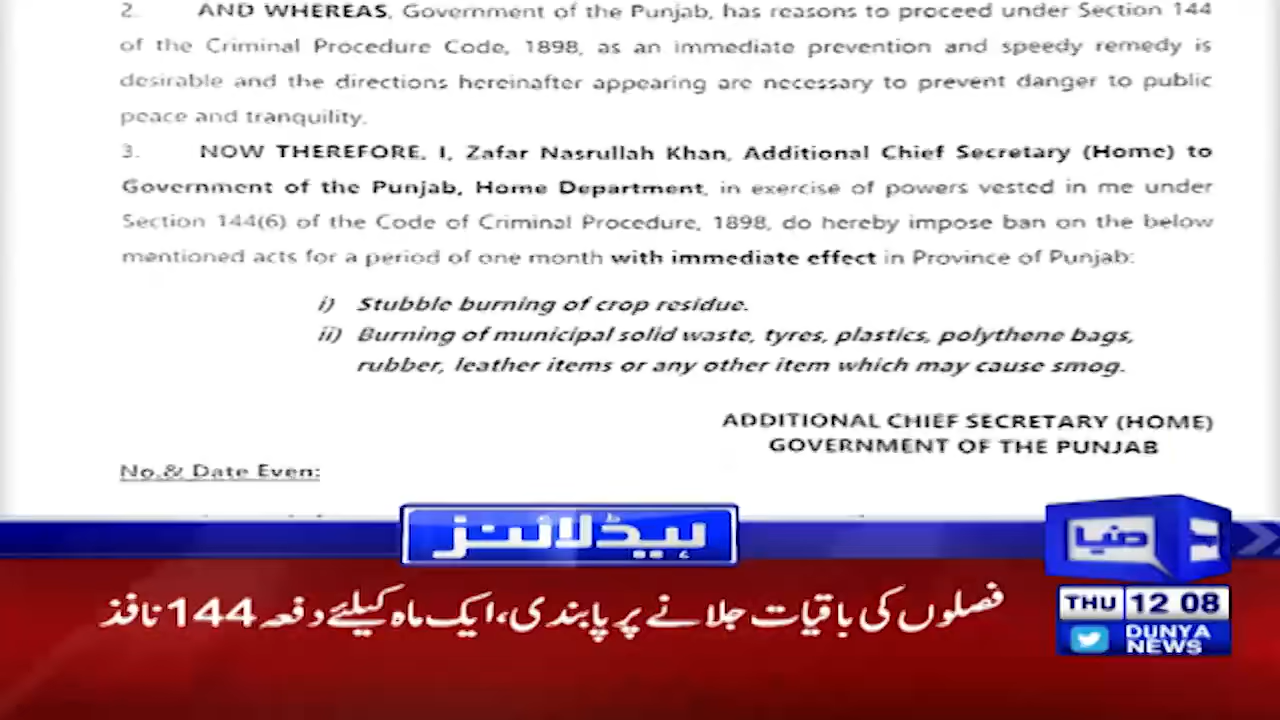 2. AND WHEREAS, Government of the Punjab, has reasons to proceed under Section 144
of the Criminal Procedure Code, 1898, as an immediate prevention and speedy remedy is
desirable and the directions hereinafter appearing are necessary to prevent danger to public
peace and tranquility.
3. NOW THEREFORE, I, Zafar Nasrullah Khan, Additional Chief Secretary (Home) to
Government of the Punjab, Home Department, in exercise of powers vested in me under
Section 144(6) of the Code of Criminal Procedure, 1898, do hereby impose ban on the below
mentioned acts for a period of one month with immediate effect in Province of Punjab:
i) Stubble burning of crop residue.
ii) Burning of municipal solid waste, tyres, plastics, polythene bags,
rubber, leather items or any other item which may cause smog.
ADDITIONAL CHIEF SECRETARY (HOME)
GOVERNMENT OF THE PUNJAB
No.& Date Even:
ہیڈلائنز
دنیا
فصلوں کی باقیات جلانے پر پابندی، ایک ماہ کیلئے دفعہ 144 نافذ
THU 12 08
DUNYA
NEWS